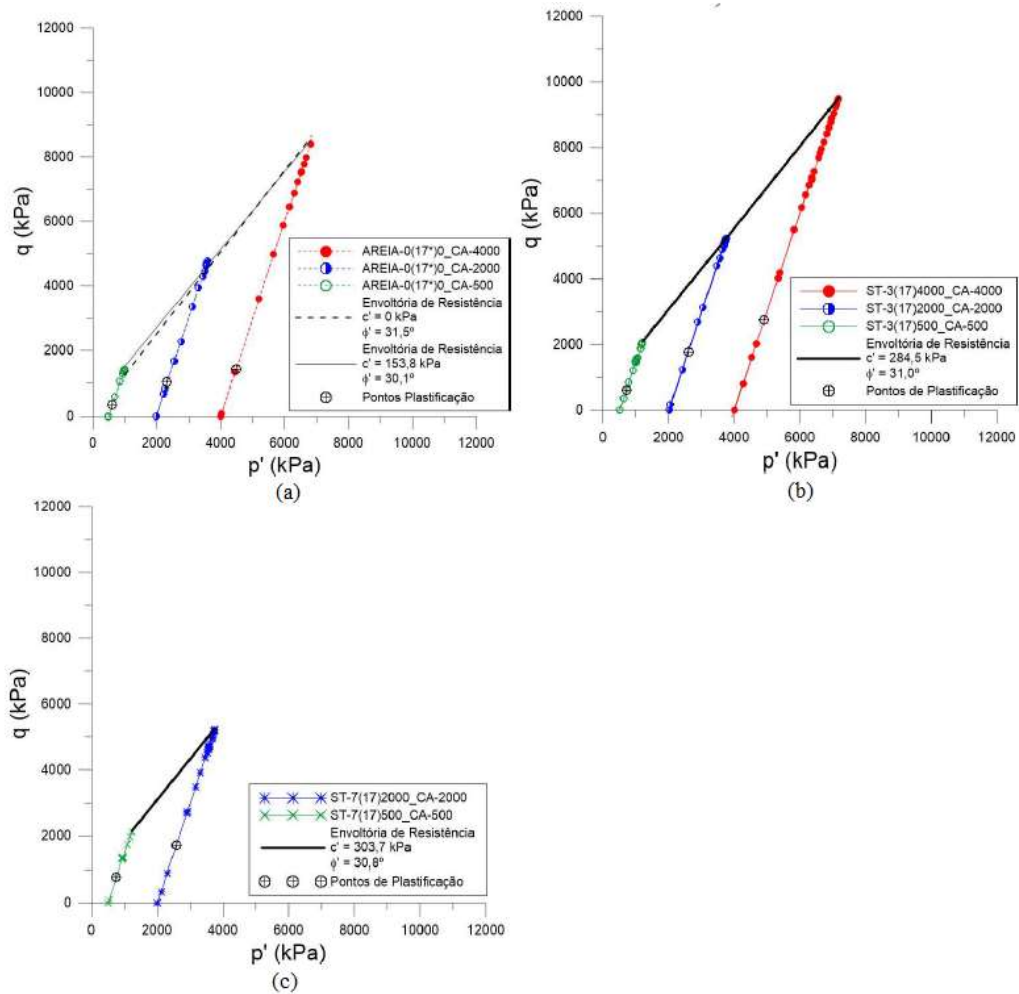 12000
10000
8000
6000
4000
2000
0
q (kPa)
AREIA-0(17*)0_CA-4000
AREIA-0(17*)0_CA-2000
AREIA-0(17*)0_CA-500
Envoltória de Resistência
c' = 0 kPa
ϕ' = 31,5º
Envoltória de Resistência
c' = 153,8 kPa
ϕ' = 30,1º
Pontos Plastificação
0 2000 4000 6000 8000 10000 12000
p' (kPa)
(a)
12000
10000
8000
6000
4000
2000
0
q (kPa)
ST-3(17)4000_CA-4000
ST-3(17)2000_CA-2000
ST-3(17)500_CA-500
Envoltória de Resistência
c' = 284,5 kPa
ϕ' = 31,0º
Pontos Plastificação
0 2000 4000 6000 8000 10000 12000
p' (kPa)
(b)
12000
10000
8000
6000
4000
2000
0
q (kPa)
ST-7(17)2000_CA-2000
ST-7(17)500_CA-500
Envoltória de Resistência
c' = 303,7 kPa
ϕ' = 30,8º
Pontos de Plastificação
0 2000 4000 6000 8000 10000 12000
p' (kPa)
(c)